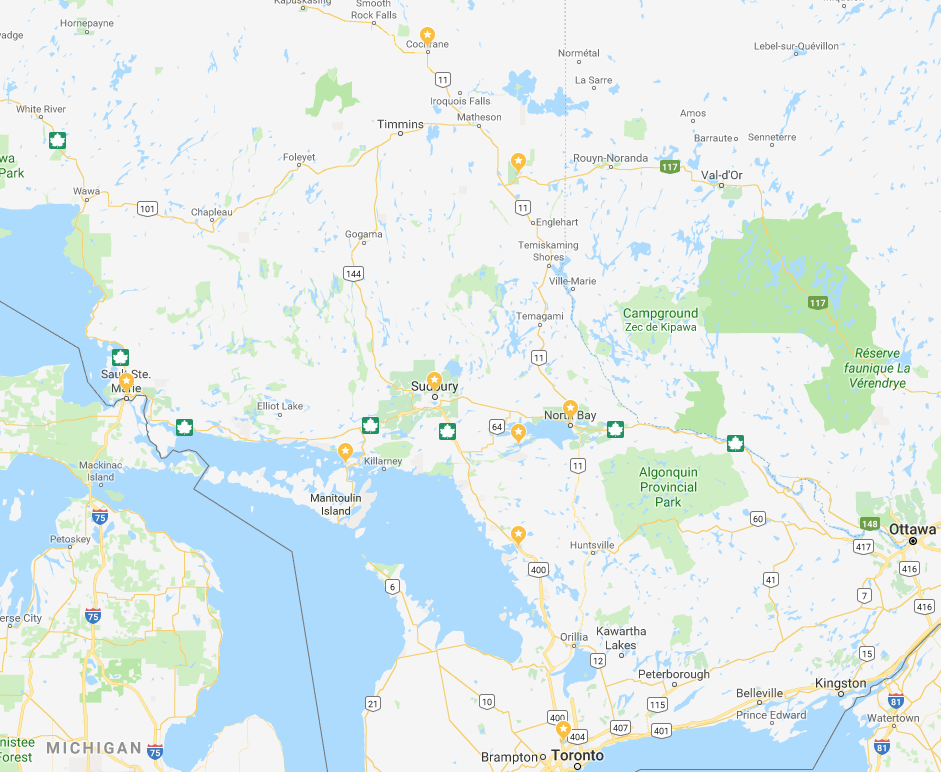 Kapuskasing
Smooth
Rock Falls
Hornepayne
Cochrane
Normétal
Lebel-sur-Quévillon
11
La Sarre
Iroquois Falls
White River
Matheson
Amos
Timmins
Barraute
Senneterre
Foleyet
Rouyn-Noranda
117
Val-d'Or
Park
Wawa
101
Chapleau
11
Englehart
Gogama
Temiskaming
Shores
144
Ville-Marie
117
Campground
Zec de Kipawa
Temagami
11
Réserve
faunique La
Vérendrye
Sault Ste.
Marie
Sudbury
Elliot Lake
North Bay
64
Killarney
11
Mackinac
Island
Algonquin
Provincial
Park
Manitoulin
Island
75
60
148
Ottawa
Petoskey
Huntsville
417
400
416
6
41
7
416
75
erse City
Orillia
Kawartha
Lakes
12
15
Peterborough
Kingston
21
10
115
Belleville
81
400
407
401
Prince Edward
Watertown
404
nistee
Forest
MICHIGAN
75
Brampton
Toronto
81